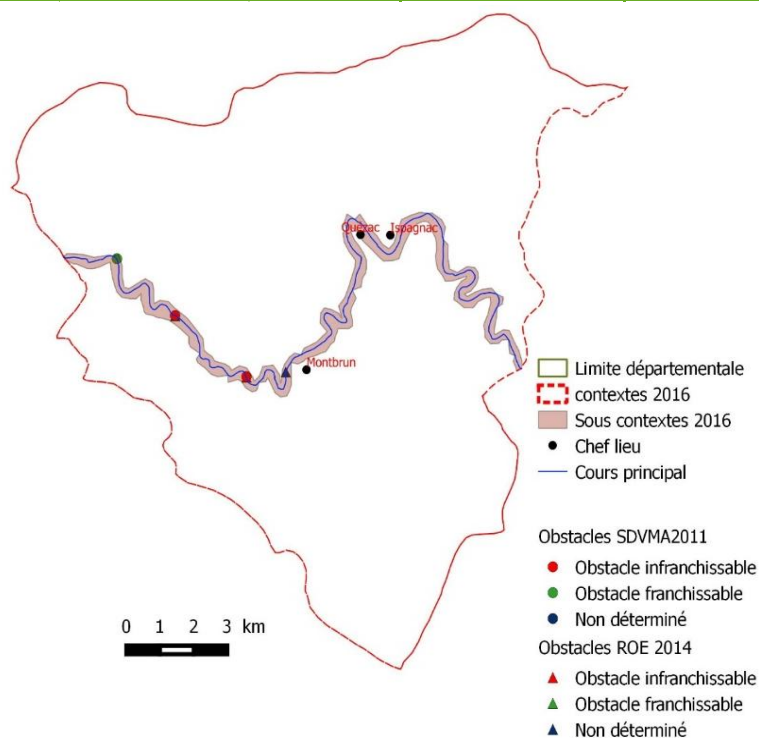 Quézac Ispagnac
Montbrun
Limite départementale
contextes 2016
Sous contextes 2016
Chef lieu
Cours principal
Obstacles SDVMA2011
Obstacle infranchissable
Obstacle franchissable
Non déterminé
Obstacles ROE 2014
Obstacle infranchissable
Obstacle franchissable
Non déterminé
0 1 2 3 km